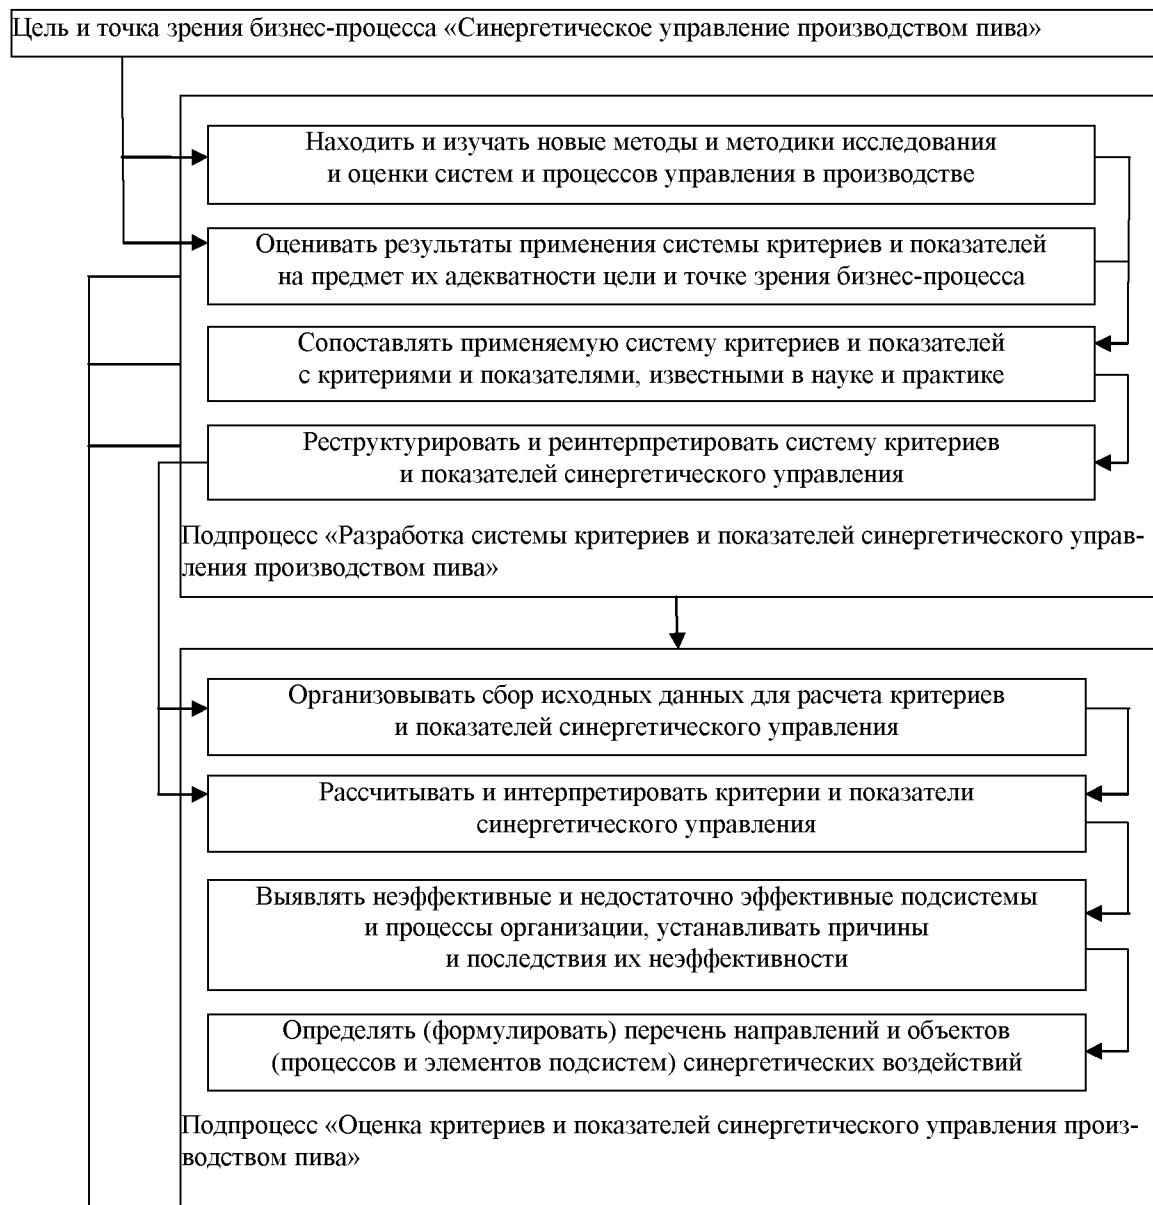 Цель и точка зрения бизнес-процесса «Синергетическое управление производством пива»
Находить и изучать новые методы и методики исследования
и оценки систем и процессов управления в производстве
Оценивать результаты применения системы критериев и показателей
на предмет их адекватности цели и точке зрения бизнес-процесса
Сопоставлять применяемую систему критериев и показателей
с критериями и показателями, известными в науке и практике
Реструктурировать и реинтерпретировать систему критериев
и показателей синергетического управления
Подпроцесс «Разработка системы критериев и показателей синергетического управ-
ления производством пива»
Организовывать сбор исходных данных для расчета критериев
и показателей синергетического управления
Рассчитывать и интерпретировать критерии и показатели
синергетического управления
Выявлять неэффективные и недостаточно эффективные подсистемы
и процессы организации, устанавливать причины
и последствия их неэффективности
Определять (формулировать) перечень направлений и объектов
(процессов и элементов подсистем) синергетических воздействий
Подпроцесс «Оценка критериев и показателей синергетического управления произ-
водством пива»